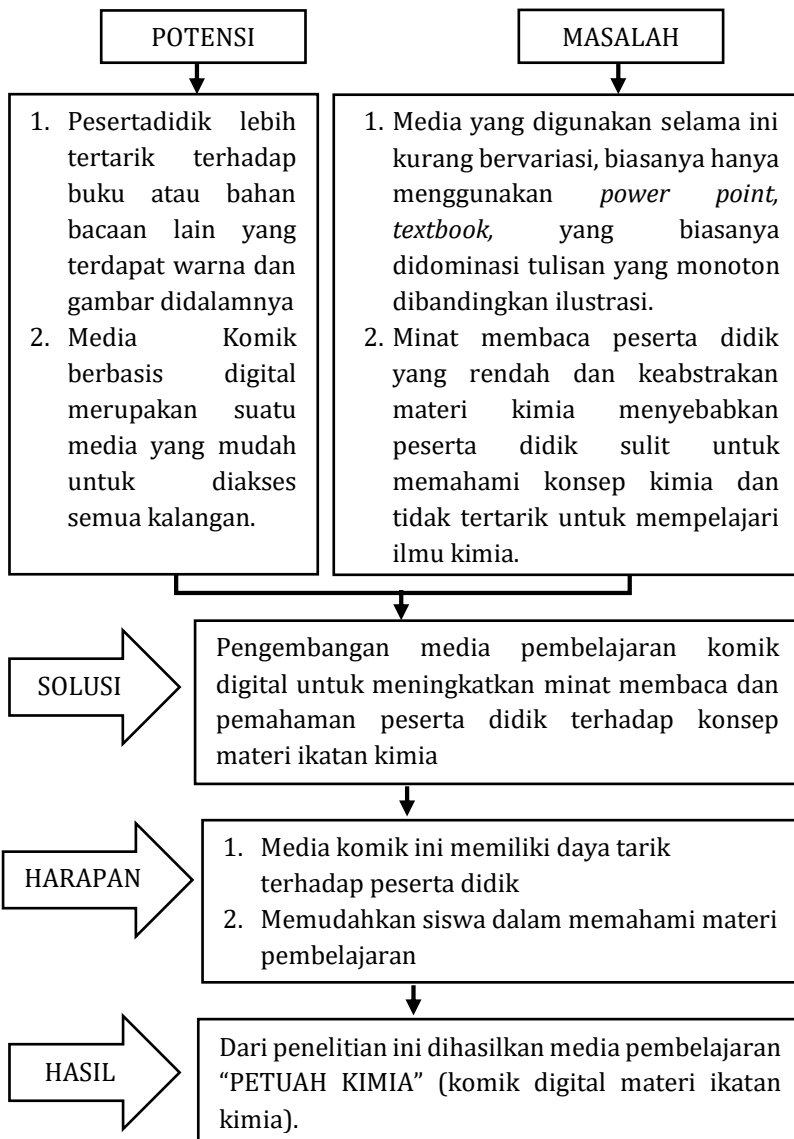 POTENSI
MASALAH
1. Pesertadidik lebih
tertarik terhadap
buku atau bahan
bacaan lain yang
terdapat warna dan
gambar didalamnya
2. Media Komik
berbasis digital
merupakan suatu
media yang mudah
untuk diakses
semua kalangan.
1. Media yang digunakan selama ini
kurang bervariasi, biasanya hanya
menggunakan power point,
textbook, yang biasanya
didominasi tulisan yang monoton
dibandingkan ilustrasi.
2. Minat membaca peserta didik
yang rendah dan keabstrakan
materi kimia menyebabkan
peserta didik sulit untuk
memahami konsep kimia dan
tidak tertarik untuk mempelajari
ilmu kimia.
SOLUSI
Pengembangan media pembelajaran komik
digital untuk meningkatkan minat membaca dan
pemahaman peserta didik terhadap konsep
materi ikatan kimia
HARAPAN
1. Media komik ini memiliki daya tarik
terhadap peserta didik
2. Memudahkan siswa dalam memahami materi
pembelajaran
HASIL
Dari penelitian ini dihasilkan media pembelajaran
“PETUAH KIMIA” (komik digital materi ikatan
kimia).